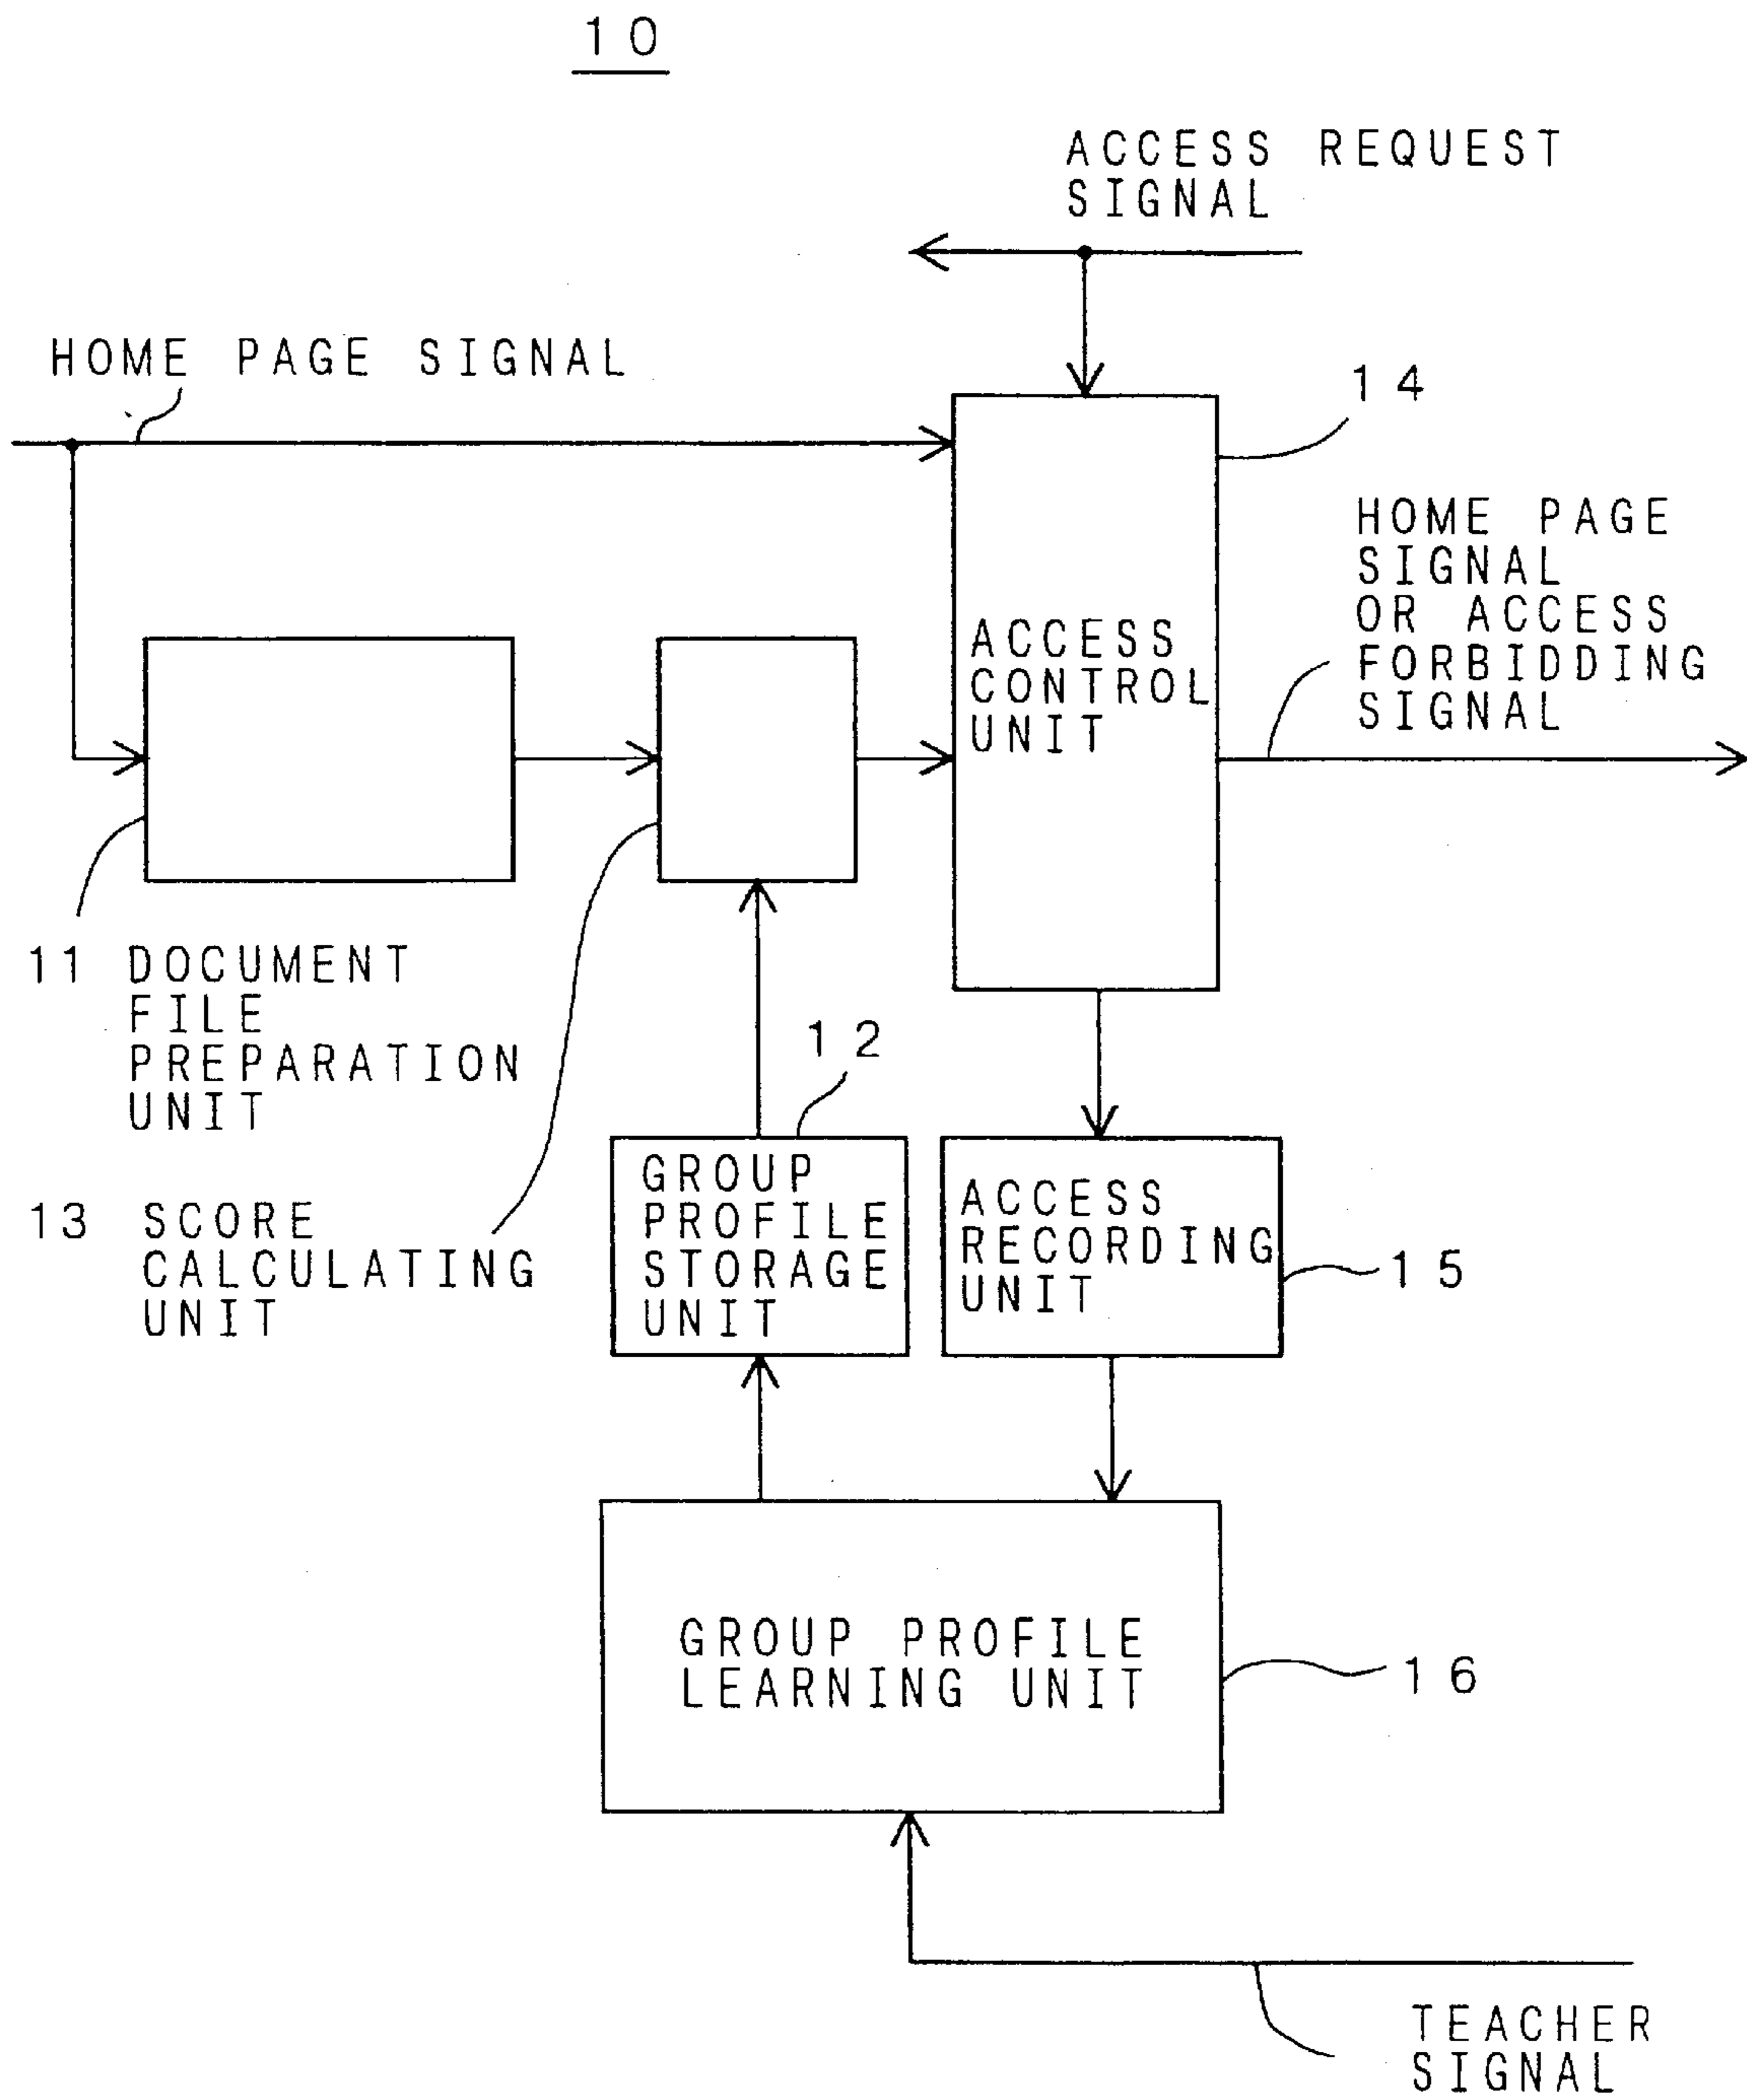 10
ACCESS REQUEST
SIGNAL
HOME PAGE SIGNAL
14
HOME PAGE
SIGNAL
OR ACCESS
FORBIDDING
SIGNAL
ACCESS
CONTROL
UNIT
11 DOCUMENT
FILE
PREPARATION
UNIT
12
13 SCORE
CALCULATING
UNIT
GROUP
PROFILE
STORAGE
UNIT
ACCESS
RECORDING
UNIT
15
GROUP PROFILE
LEARNING UNIT
16
TEACHER
SIGNAL